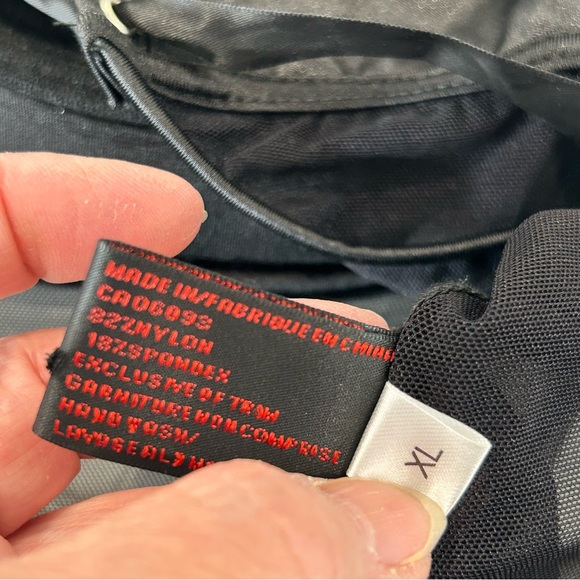 MADE IN/FABRIQUE EN CHINA
CA06093
82%NYLON
18%SPANDEX
EXCLUSIVE OF TRIM
GARNITURE NON COMPRISE
HAND WASH/
LAVAGE
XL